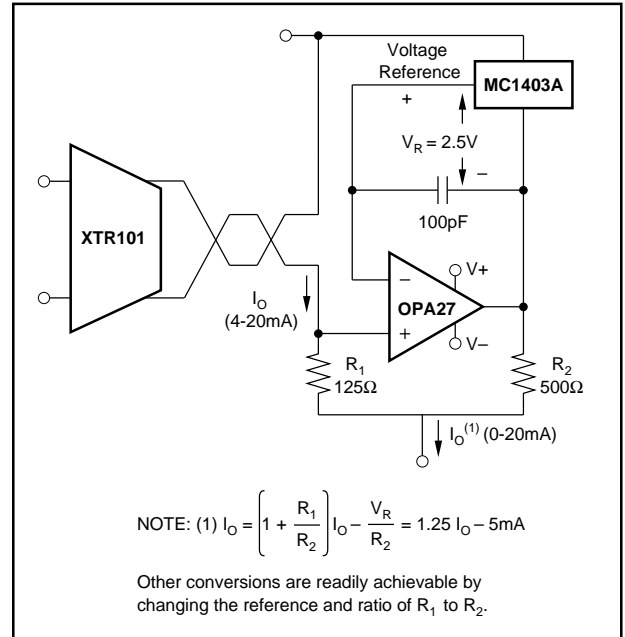 Voltage
Reference
MC1403A
+
V_R = 2.5V
−
100pF
XTR101
I_O
(4-20mA)
−
V+
OPA27
+
V–
R_1
125Ω
R_2
500Ω
I_O^(1) (0-20mA)
NOTE: (1) I_O = [1 + R_1/R_2] I_O – V_R/R_2 = 1.25 I_O – 5mA
Other conversions are readily achievable by
changing the reference and ratio of R_1 to R_2.